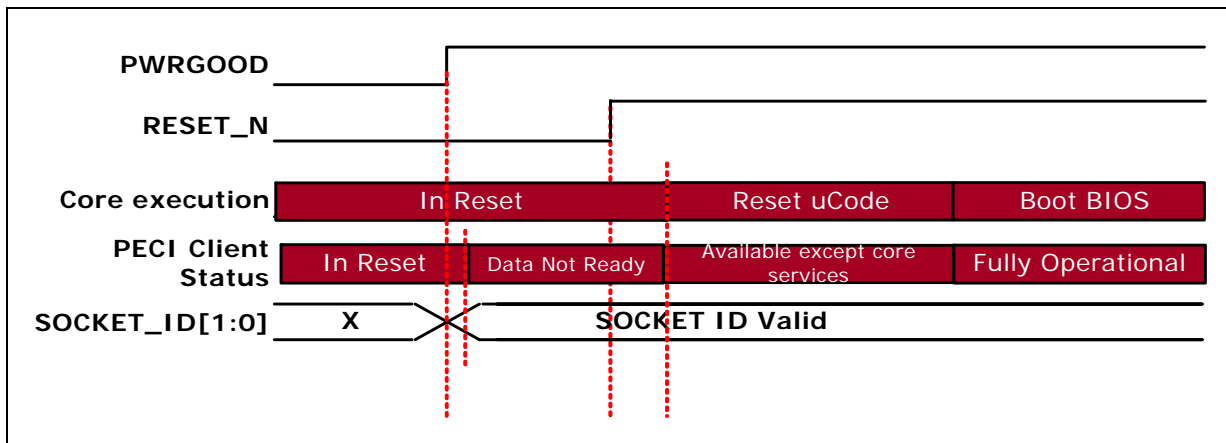 PWRGOOD
RESET_N
Core execution In Reset Reset uCode Boot BIOS
PECI Client
Status In Reset Data Not Ready Available except core
services Fully Operational
SOCKET_ID[1:0] X SOCKET ID Valid